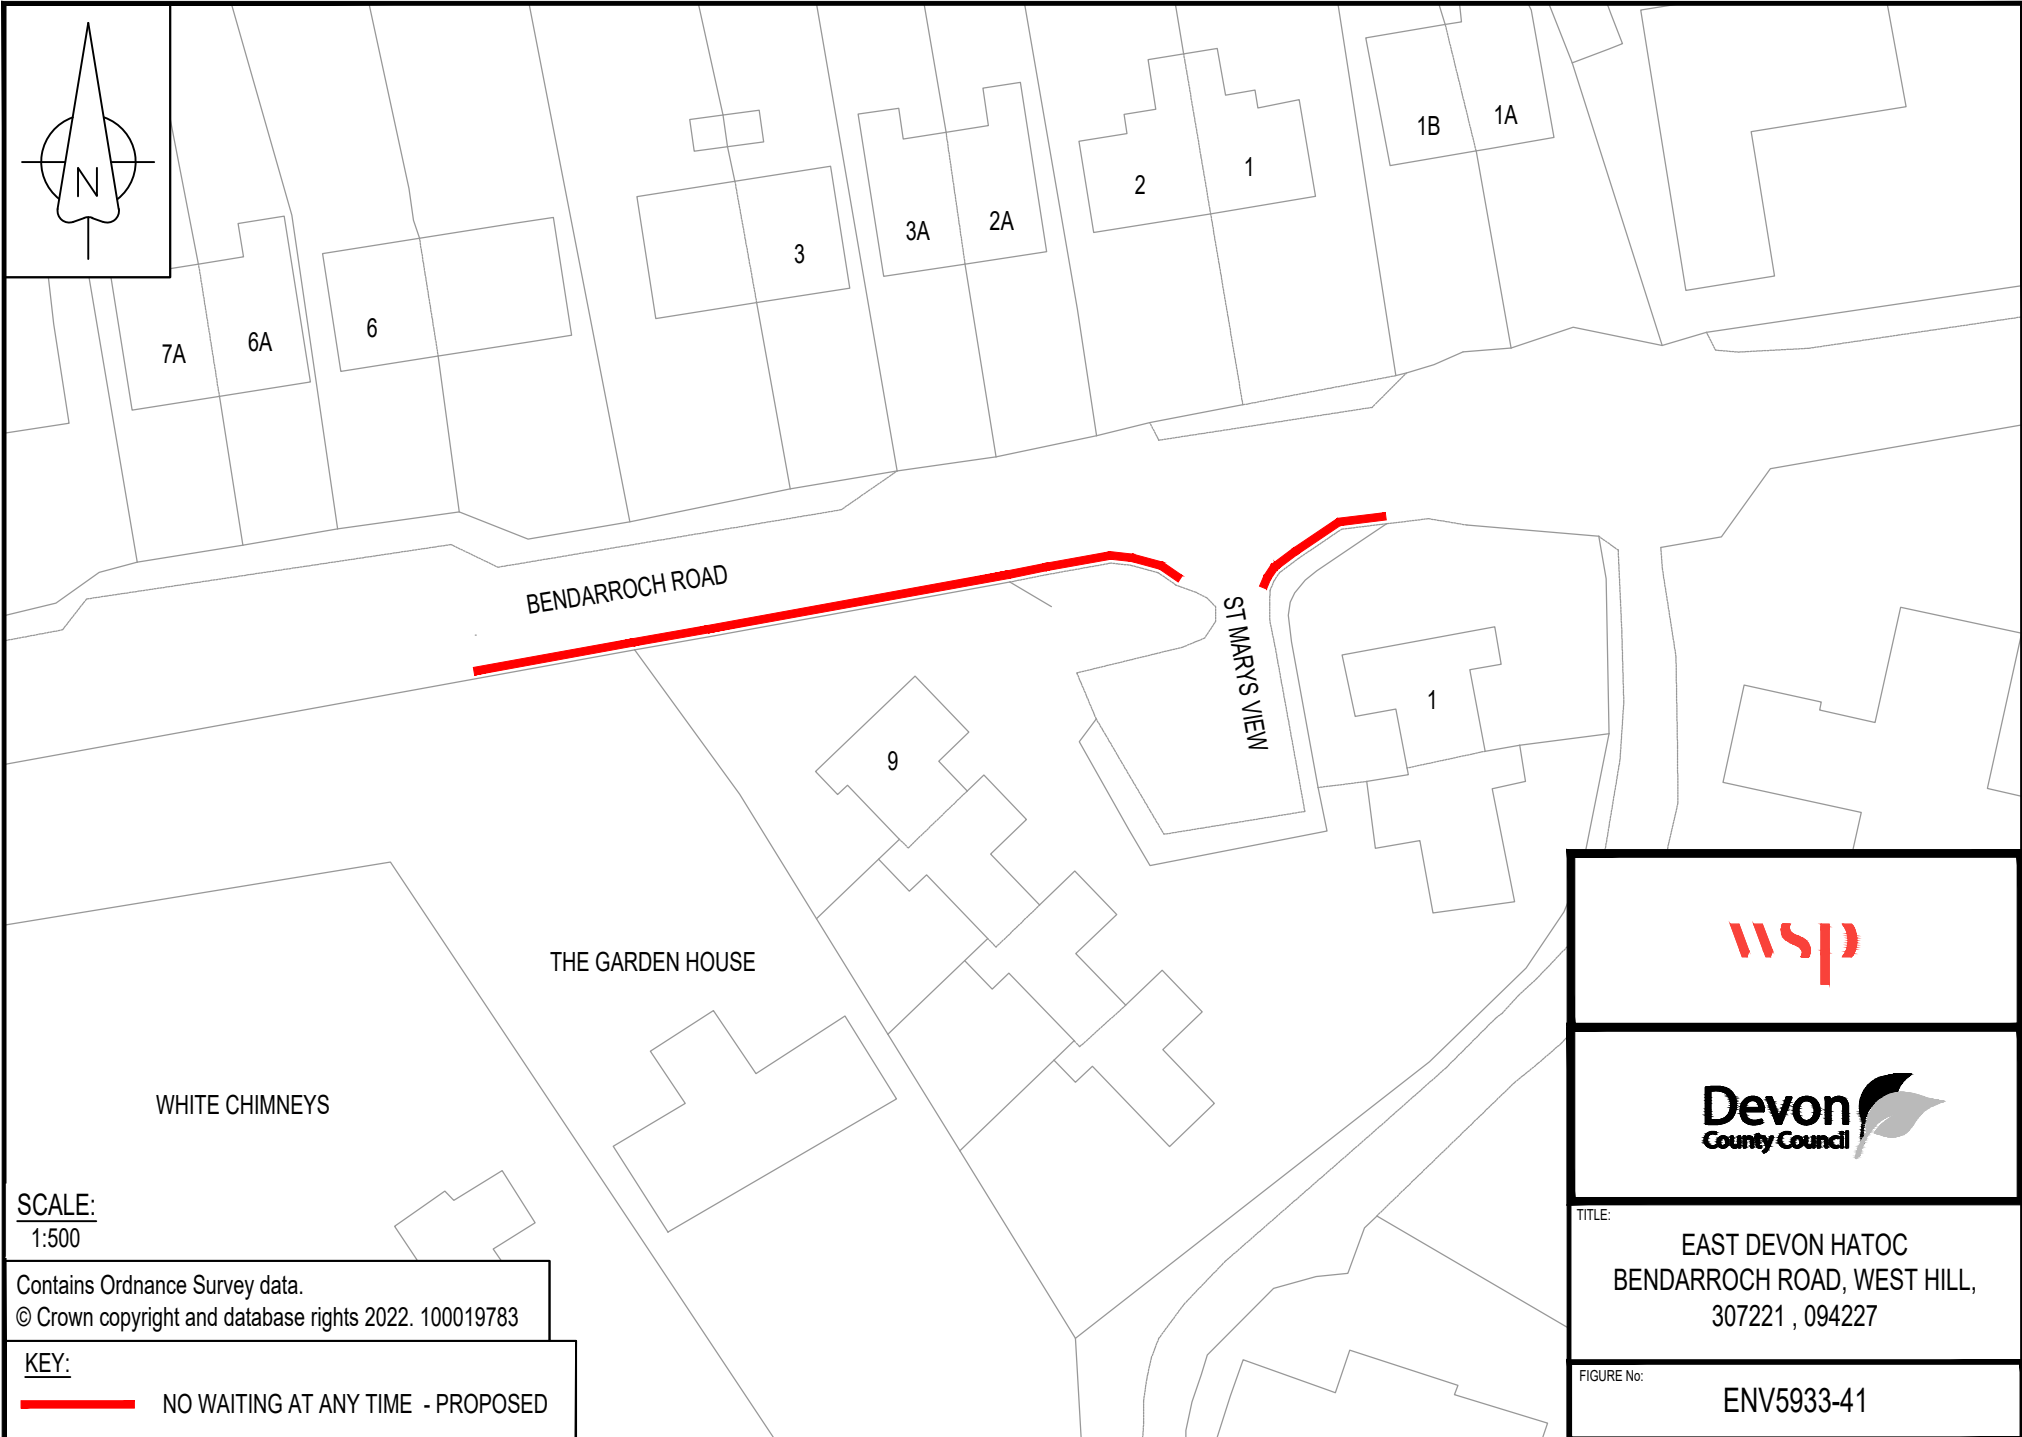 N
1B
1A
2
1
3A
2A
3
6
7A
6A
BENDARROCH ROAD
ST MARYS VIEW
1
9
THE GARDEN HOUSE
WHITE CHIMNEYS
SCALE:
1:500
Contains Ordnance Survey data.
© Crown copyright and database rights 2022. 100019783
KEY:
NO WAITING AT ANY TIME - PROPOSED
wsp
Devon
County Council
TITLE:
EAST DEVON HATOC
BENDARROCH ROAD, WEST HILL,
307221 , 094227
FIGURE No:
ENV5933-41